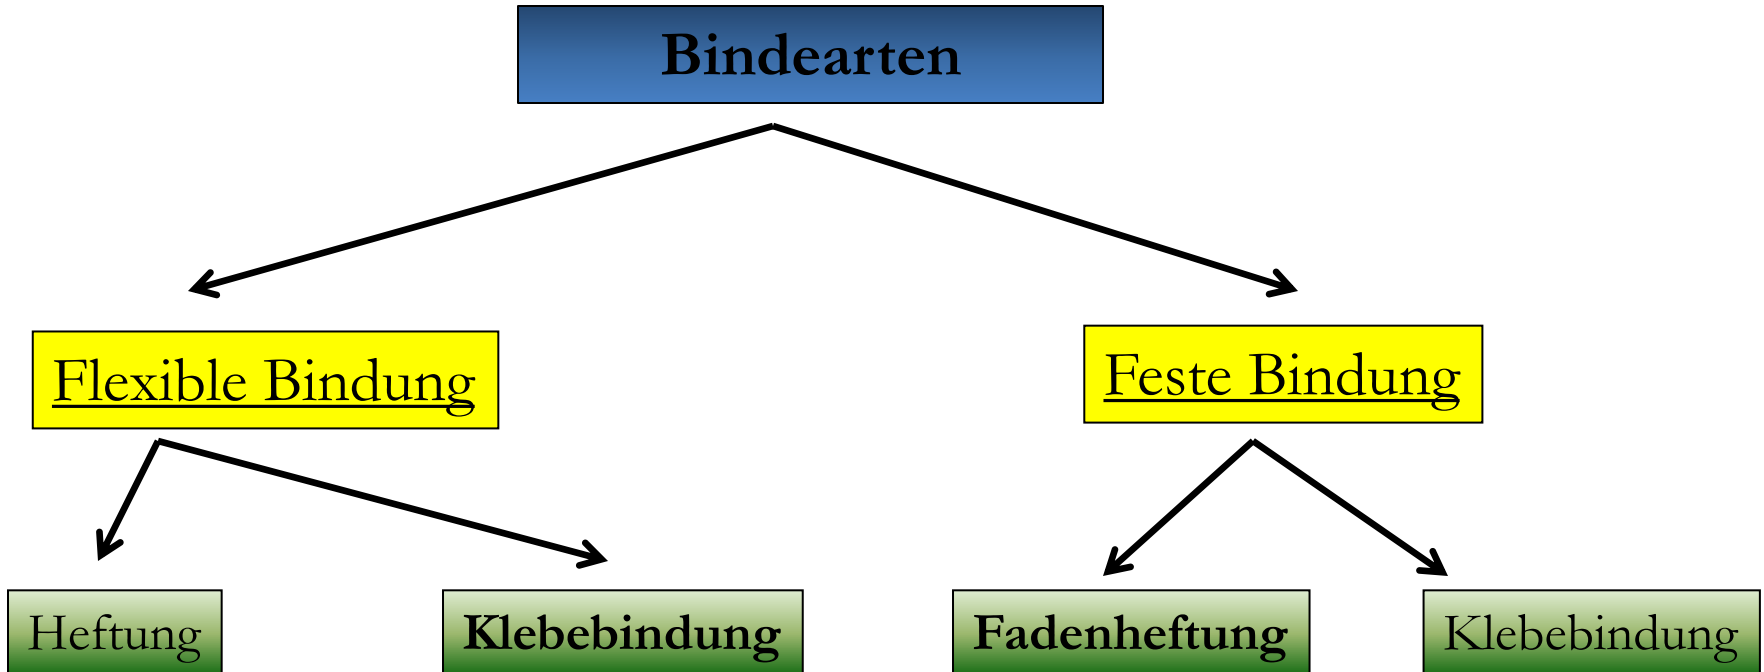 Bindearten
Flexible Bindung
Feste Bindung
Heftung
Klebebindung
Fadenheftung
Klebebindung